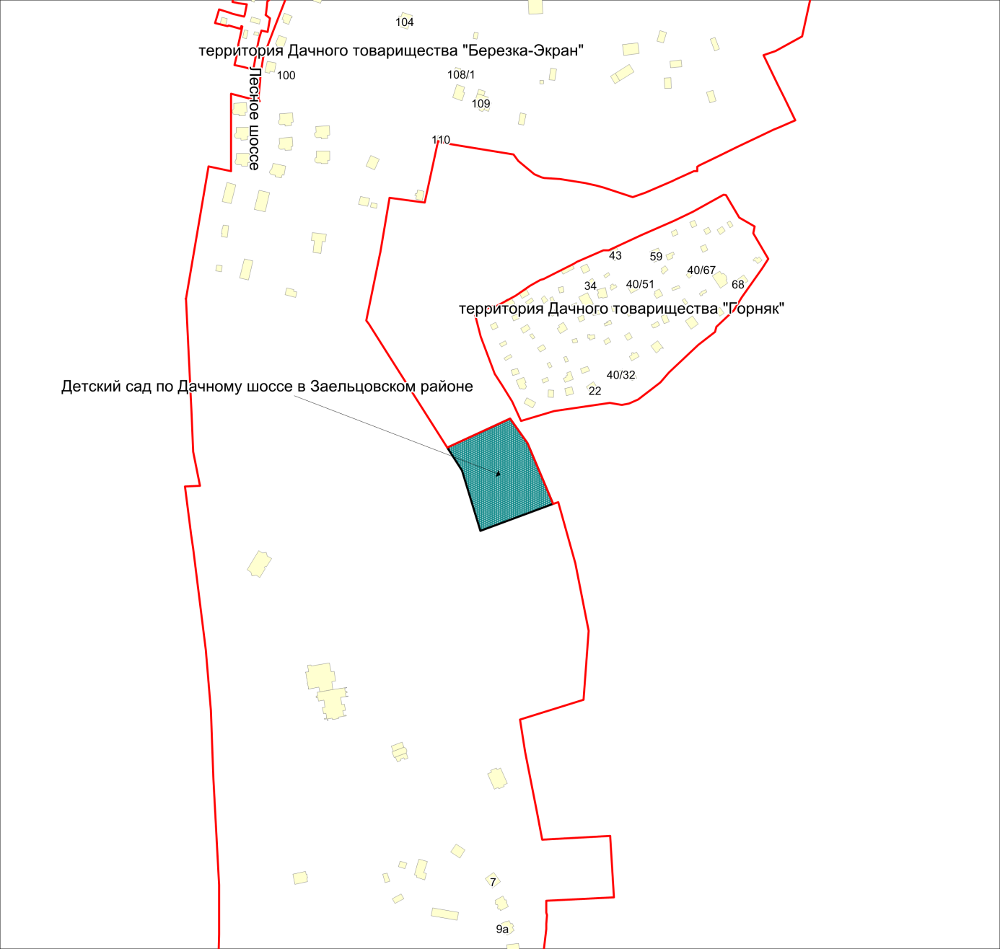 104
территория Дачного товарищества "Березка-Экран"
100
108/1
Лесное шоссе
109
110
43
59
40/67
34
40/51
68
территория Дачного товарищества "Горняк"
40/32
Детский сад по Дачному шоссе в Заельцовском районе
22
7
9а